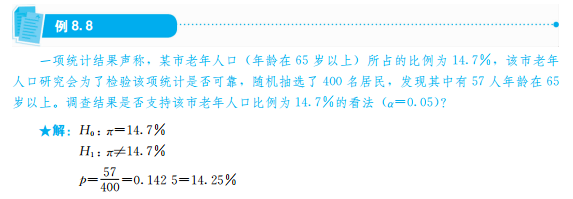 例 8.8
一项统计结果声称，某市老年人口（年龄在 65 岁以上）所占的比例为 14.7%，该市老年
人口研究会为了检验该项统计是否可靠，随机抽选了 400 名居民，发现其中有 57 人年龄在 65
岁以上。调查结果是否支持该市老年人口比例为 14.7%的看法（α=0.05）？
★解：H₀：π=14.7%
H₁：π≠14.7%
p=57/400=0.142 5=14.25%